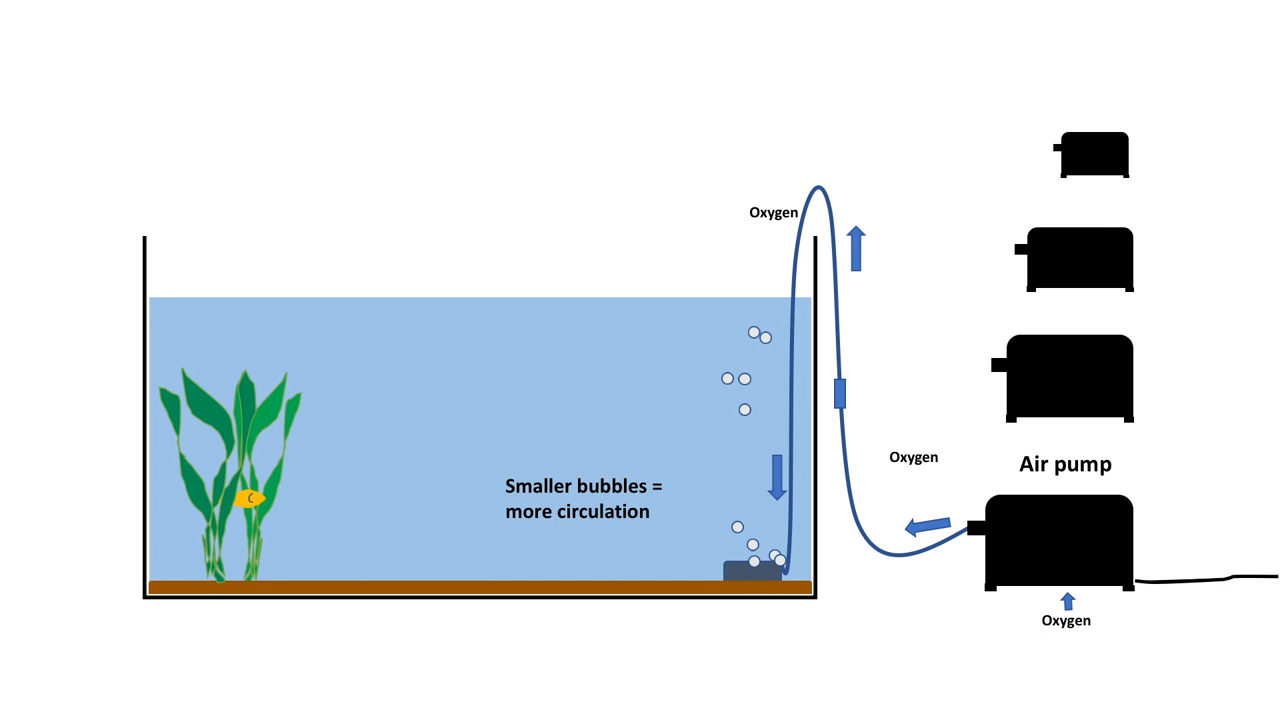 Oxygen
Oxygen
Air pump
Smaller bubbles =
more circulation
Oxygen